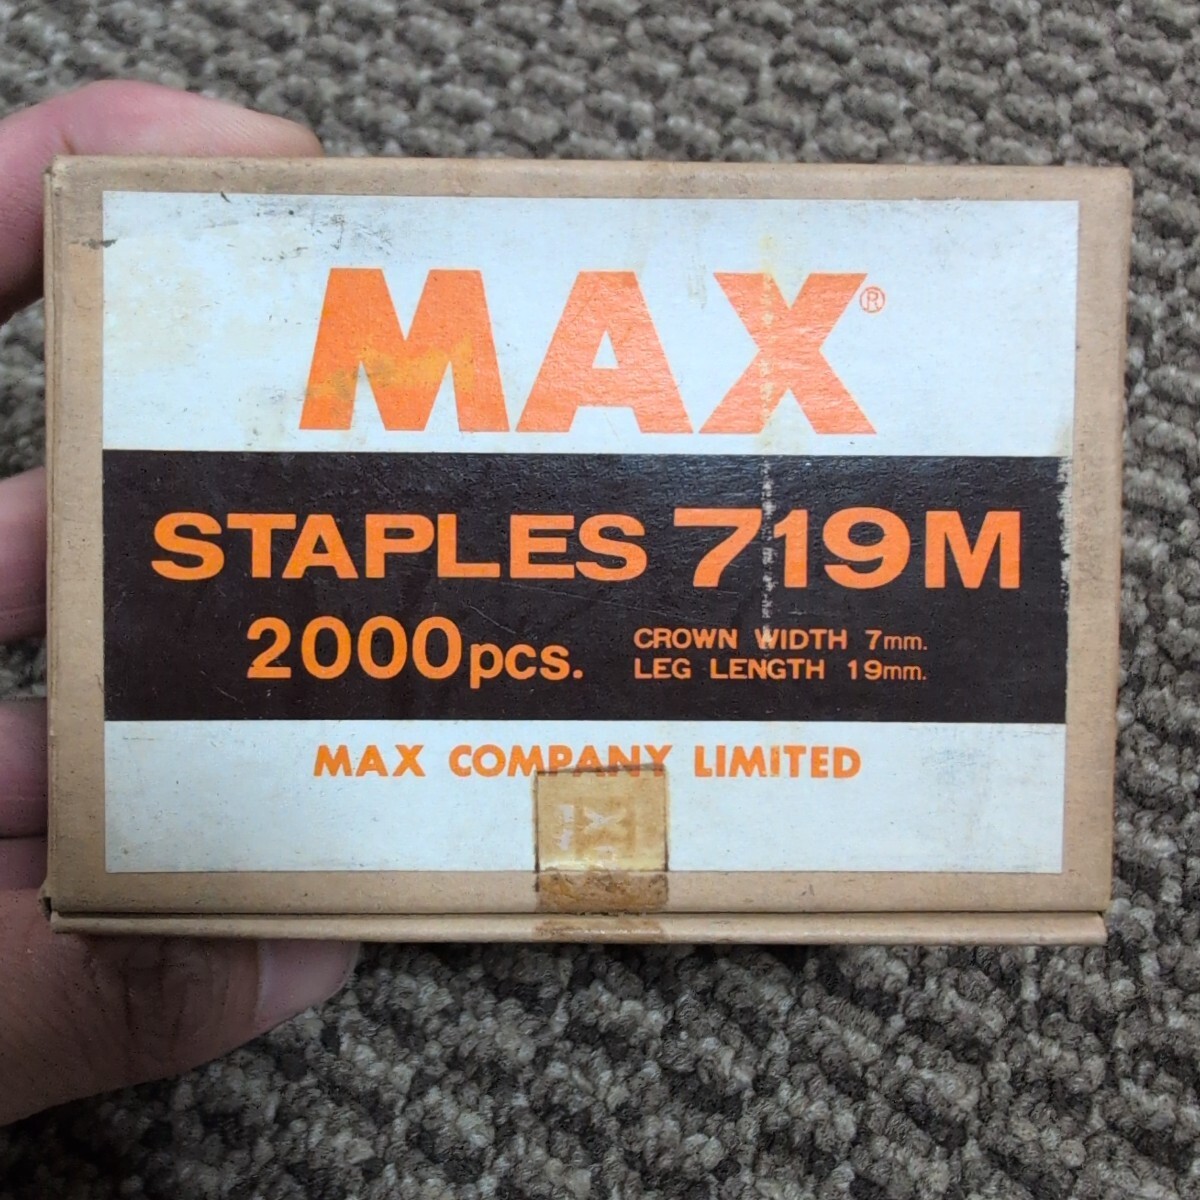 MAX®
STAPLES 719M
2000pcs.
CROWN WIDTH 7mm.
LEG LENGTH 19mm.
MAX COMPANY LIMITED